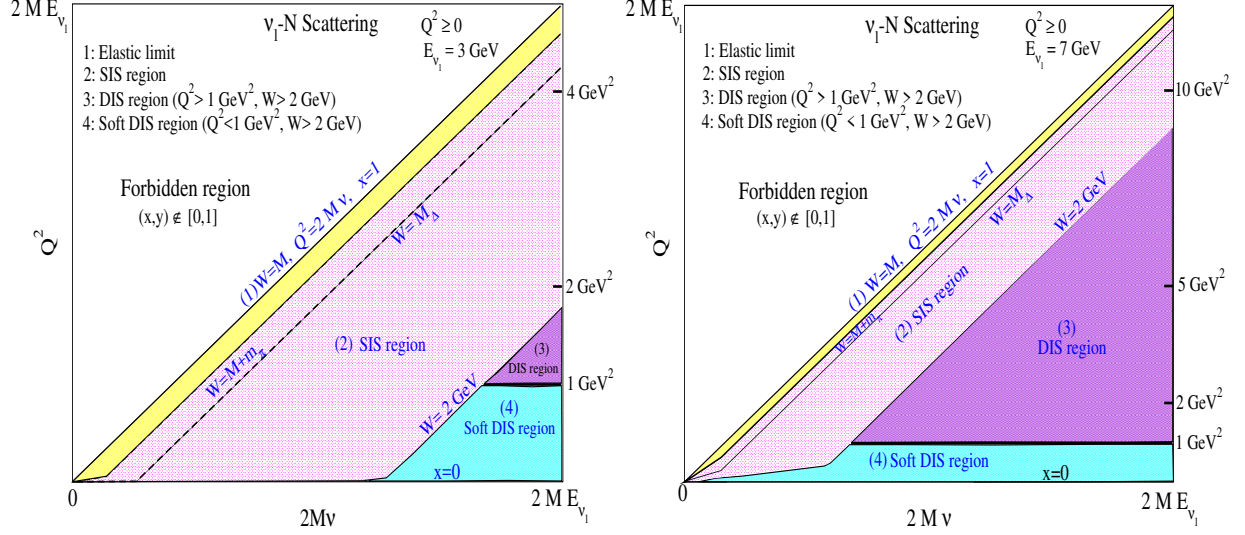 2 M E_ν_l
ν_l-N Scattering
Q² ≥ 0
E_ν_l = 3 GeV
1: Elastic limit
2: SIS region
3: DIS region (Q² > 1 GeV², W> 2 GeV)
4: Soft DIS region (Q²<1 GeV², W> 2 GeV)
4 GeV²
Forbidden region
(x,y) ∉ [0,1]
(1) W=M, Q²=2 M ν, x=1
W=M_Δ
W=M+m_π
Q²
2 GeV²
(2) SIS region
(3)
DIS region
1 GeV²
W= 2 GeV
(4)
Soft DIS region
x=0
0
2Mν
2 M E_ν_l
2 M E_ν_l
ν_l-N Scattering
Q² ≥ 0
E_ν_l = 7 GeV
1: Elastic limit
2: SIS region
3: DIS region (Q² > 1 GeV², W > 2 GeV)
4: Soft DIS region (Q² < 1 GeV², W > 2 GeV)
10 GeV²
Forbidden region
(x,y) ∉ [0,1]
(1) W=M, Q²=2 M ν, x=1
W=M_Δ
W=2 GeV
W=M+m_π
(2) SIS region
Q²
5 GeV²
(3)
DIS region
2 GeV²
1 GeV²
(4) Soft DIS region
x=0
0
2 M ν
2 M E_ν_l